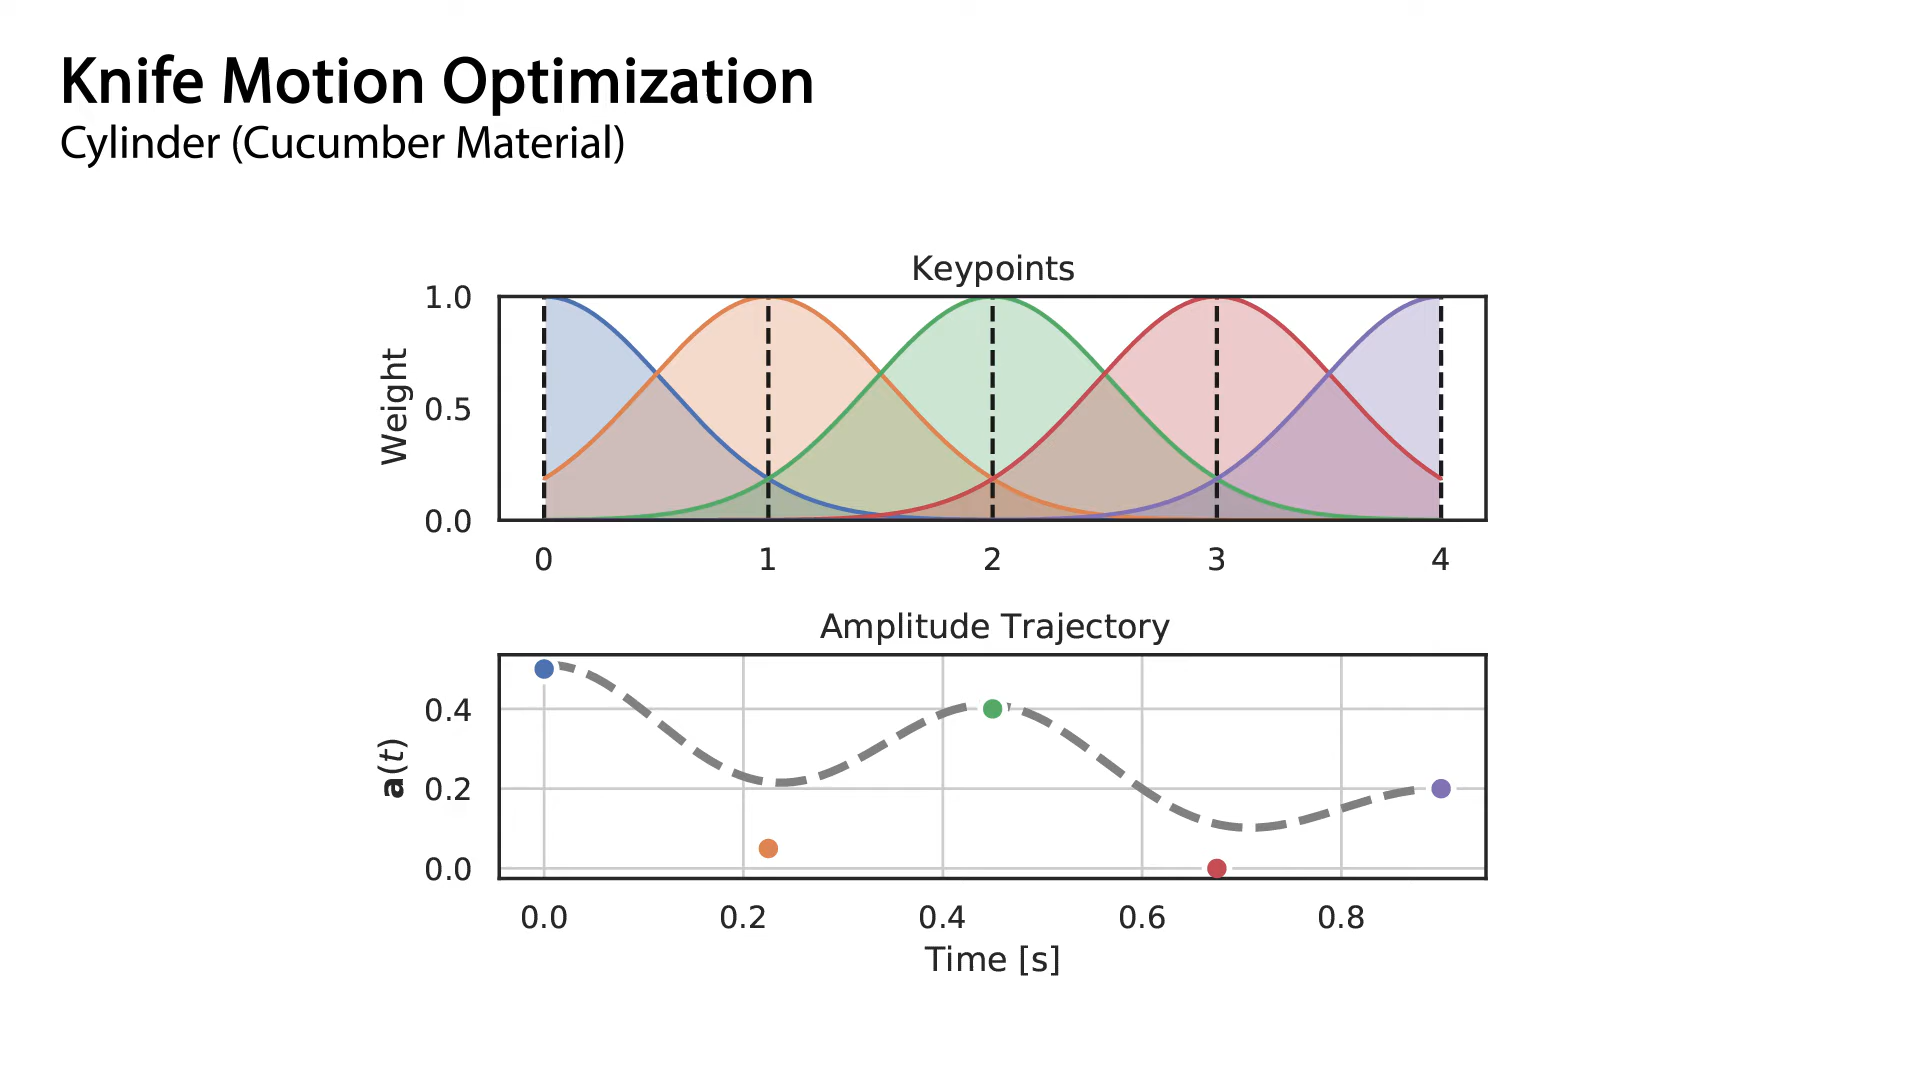 Knife Motion Optimization
Cylinder (Cucumber Material)
Keypoints
Weight
1.0
0.5
0.0
0 1 2 3 4
Amplitude Trajectory
a(t)
0.4
0.2
0.0
0.0 0.2 0.4 0.6 0.8
Time [s]